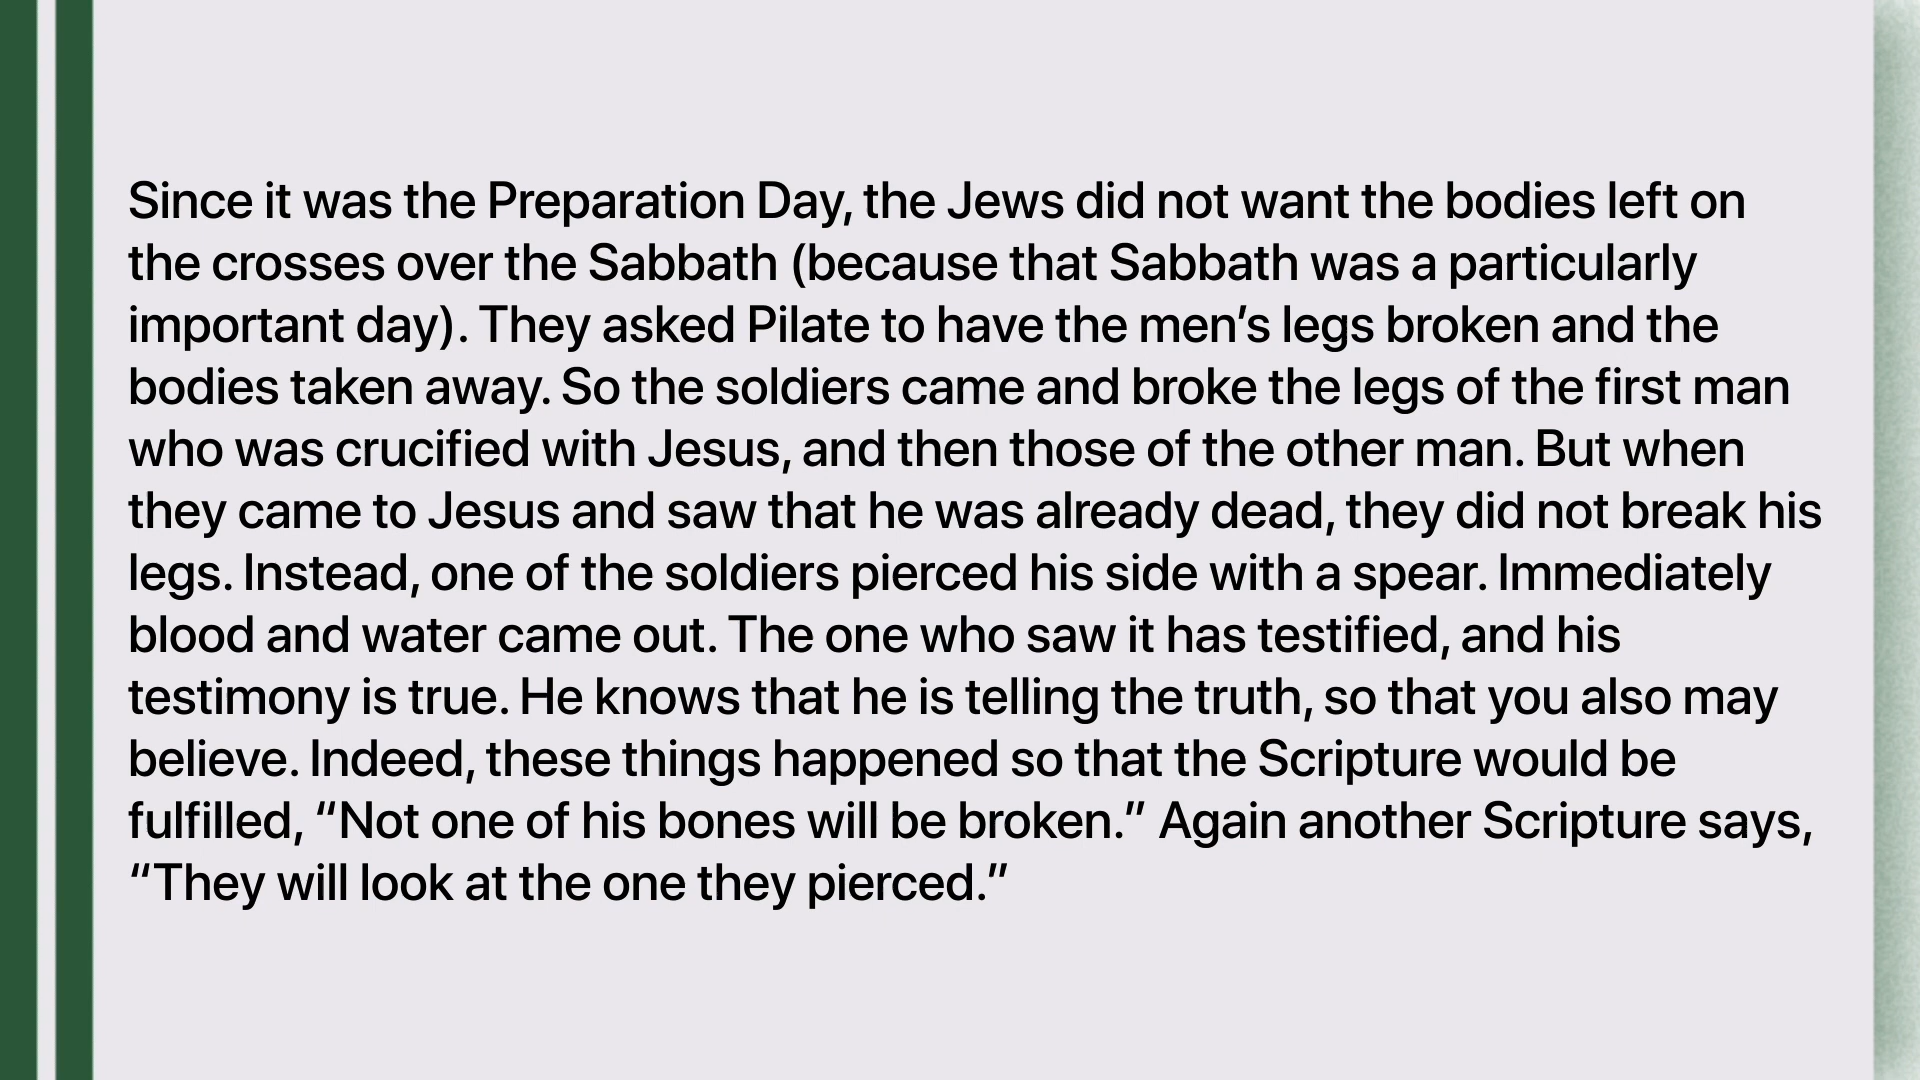 Since it was the Preparation Day, the Jews did not want the bodies left on
the crosses over the Sabbath (because that Sabbath was a particularly
important day). They asked Pilate to have the men’s legs broken and the
bodies taken away. So the soldiers came and broke the legs of the first man
who was crucified with Jesus, and then those of the other man. But when
they came to Jesus and saw that he was already dead, they did not break his
legs. Instead, one of the soldiers pierced his side with a spear. Immediately
blood and water came out. The one who saw it has testified, and his
testimony is true. He knows that he is telling the truth, so that you also may
believe. Indeed, these things happened so that the Scripture would be
fulfilled, “Not one of his bones will be broken.” Again another Scripture says,
“They will look at the one they pierced.”